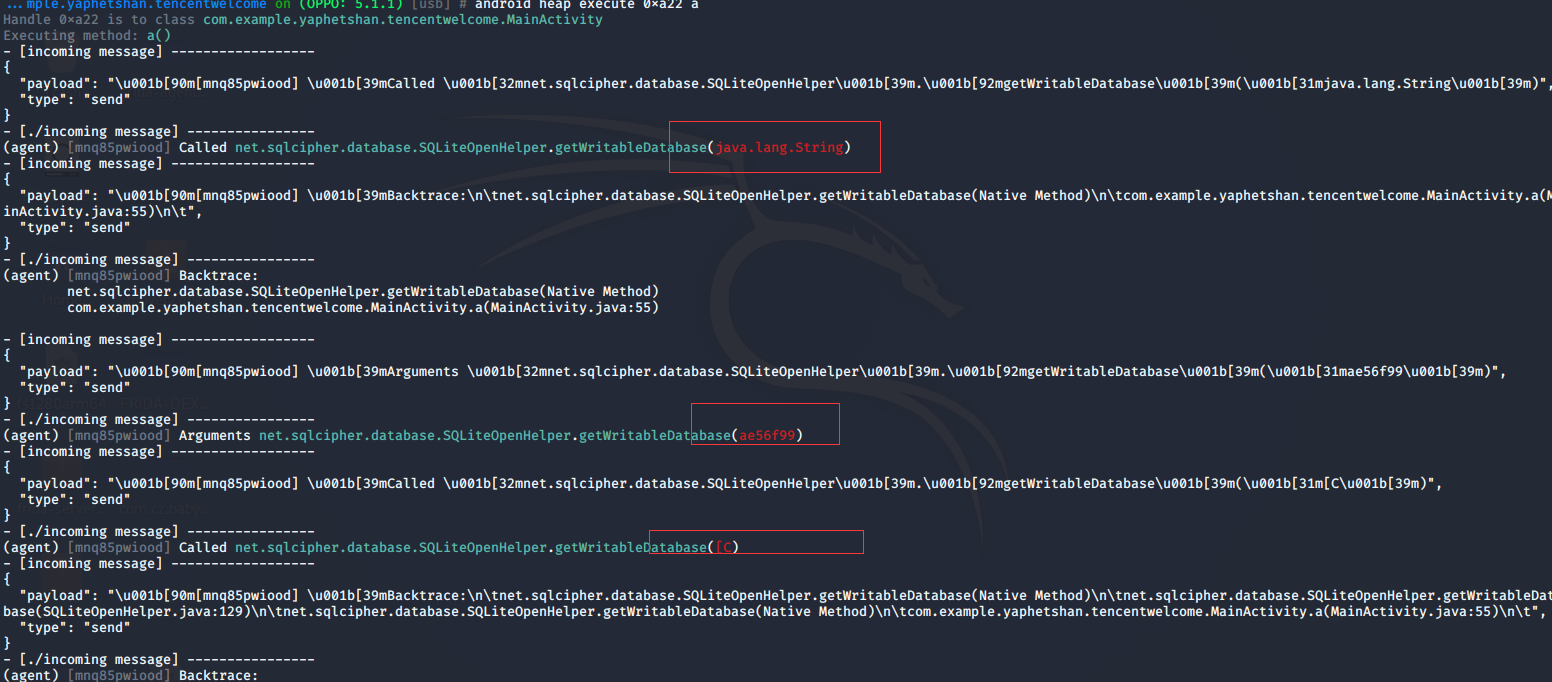 ...mple.yaphetshan.tencentwelcome on (OPPO: 5.1.1) [usb] # android heap execute 0×a22 a
Handle 0×a22 is to class com.example.yaphetshan.tencentwelcome.MainActivity
Executing method: a()
- [incoming message] ------------------
{
  "payload": "\u001b[90m[mnq85pwiood] \u001b[39mCalled \u001b[32mnet.sqlcipher.database.SQLiteOpenHelper\u001b[39m.\u001b[92mgetWritableDatabase\u001b[39m(\u001b[31mjava.lang.String\u001b[39m)",
  "type": "send"
}
- [./incoming message] ----------------
(agent) [mnq85pwiood] Called net.sqlcipher.database.SQLiteOpenHelper.getWritableDatabase(java.lang.String)
- [incoming message] ------------------
{
  "payload": "\u001b[90m[mnq85pwiood] \u001b[39mBacktrace:\n\tnet.sqlcipher.database.SQLiteOpenHelper.getWritableDatabase(Native Method)\n\tcom.example.yaphetshan.tencentwelcome.MainActivity.a(M
inActivity.java:55)\n\t",
  "type": "send"
}
- [./incoming message] ----------------
(agent) [mnq85pwiood] Backtrace:
        net.sqlcipher.database.SQLiteOpenHelper.getWritableDatabase(Native Method)
        com.example.yaphetshan.tencentwelcome.MainActivity.a(MainActivity.java:55)
- [incoming message] ------------------
{
  "payload": "\u001b[90m[mnq85pwiood] \u001b[39mArguments \u001b[32mnet.sqlcipher.database.SQLiteOpenHelper\u001b[39m.\u001b[92mgetWritableDatabase\u001b[39m(\u001b[31mae56f99\u001b[39m)",
  "type": "send"
}
- [./incoming message] ----------------
(agent) [mnq85pwiood] Arguments net.sqlcipher.database.SQLiteOpenHelper.getWritableDatabase(ae56f99)
- [incoming message] ------------------
{
  "payload": "\u001b[90m[mnq85pwiood] \u001b[39mCalled \u001b[32mnet.sqlcipher.database.SQLiteOpenHelper\u001b[39m.\u001b[92mgetWritableDatabase\u001b[39m(\u001b[31m[C\u001b[39m)",
  "type": "send"
}
- [./incoming message] ----------------
(agent) [mnq85pwiood] Called net.sqlcipher.database.SQLiteOpenHelper.getWritableDatabase([C)
- [incoming message] ------------------
{
  "payload": "\u001b[90m[mnq85pwiood] \u001b[39mBacktrace:\n\tnet.sqlcipher.database.SQLiteOpenHelper.getWritableDatabase(Native Method)\n\tnet.sqlcipher.database.SQLiteOpenHelper.getWritableDat
base(SQLiteOpenHelper.java:129)\n\tnet.sqlcipher.database.SQLiteOpenHelper.getWritableDatabase(Native Method)\n\tcom.example.yaphetshan.tencentwelcome.MainActivity.a(MainActivity.java:55)\n\t",
  "type": "send"
}
- [./incoming message] ----------------
(agent) [mnq85pwiood] Backtrace: